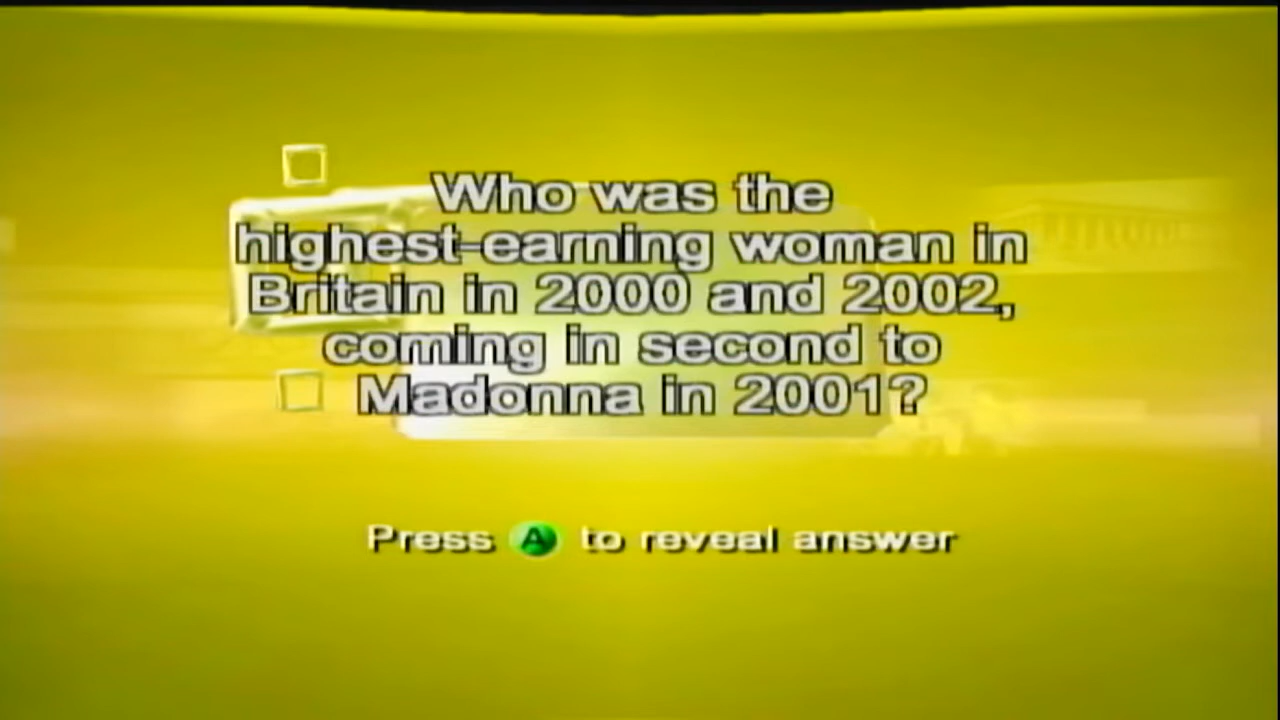 Who was the
highest-earning woman in
Britain in 2000 and 2002,
coming in second to
Madonna in 2001?
Press A to reveal answer